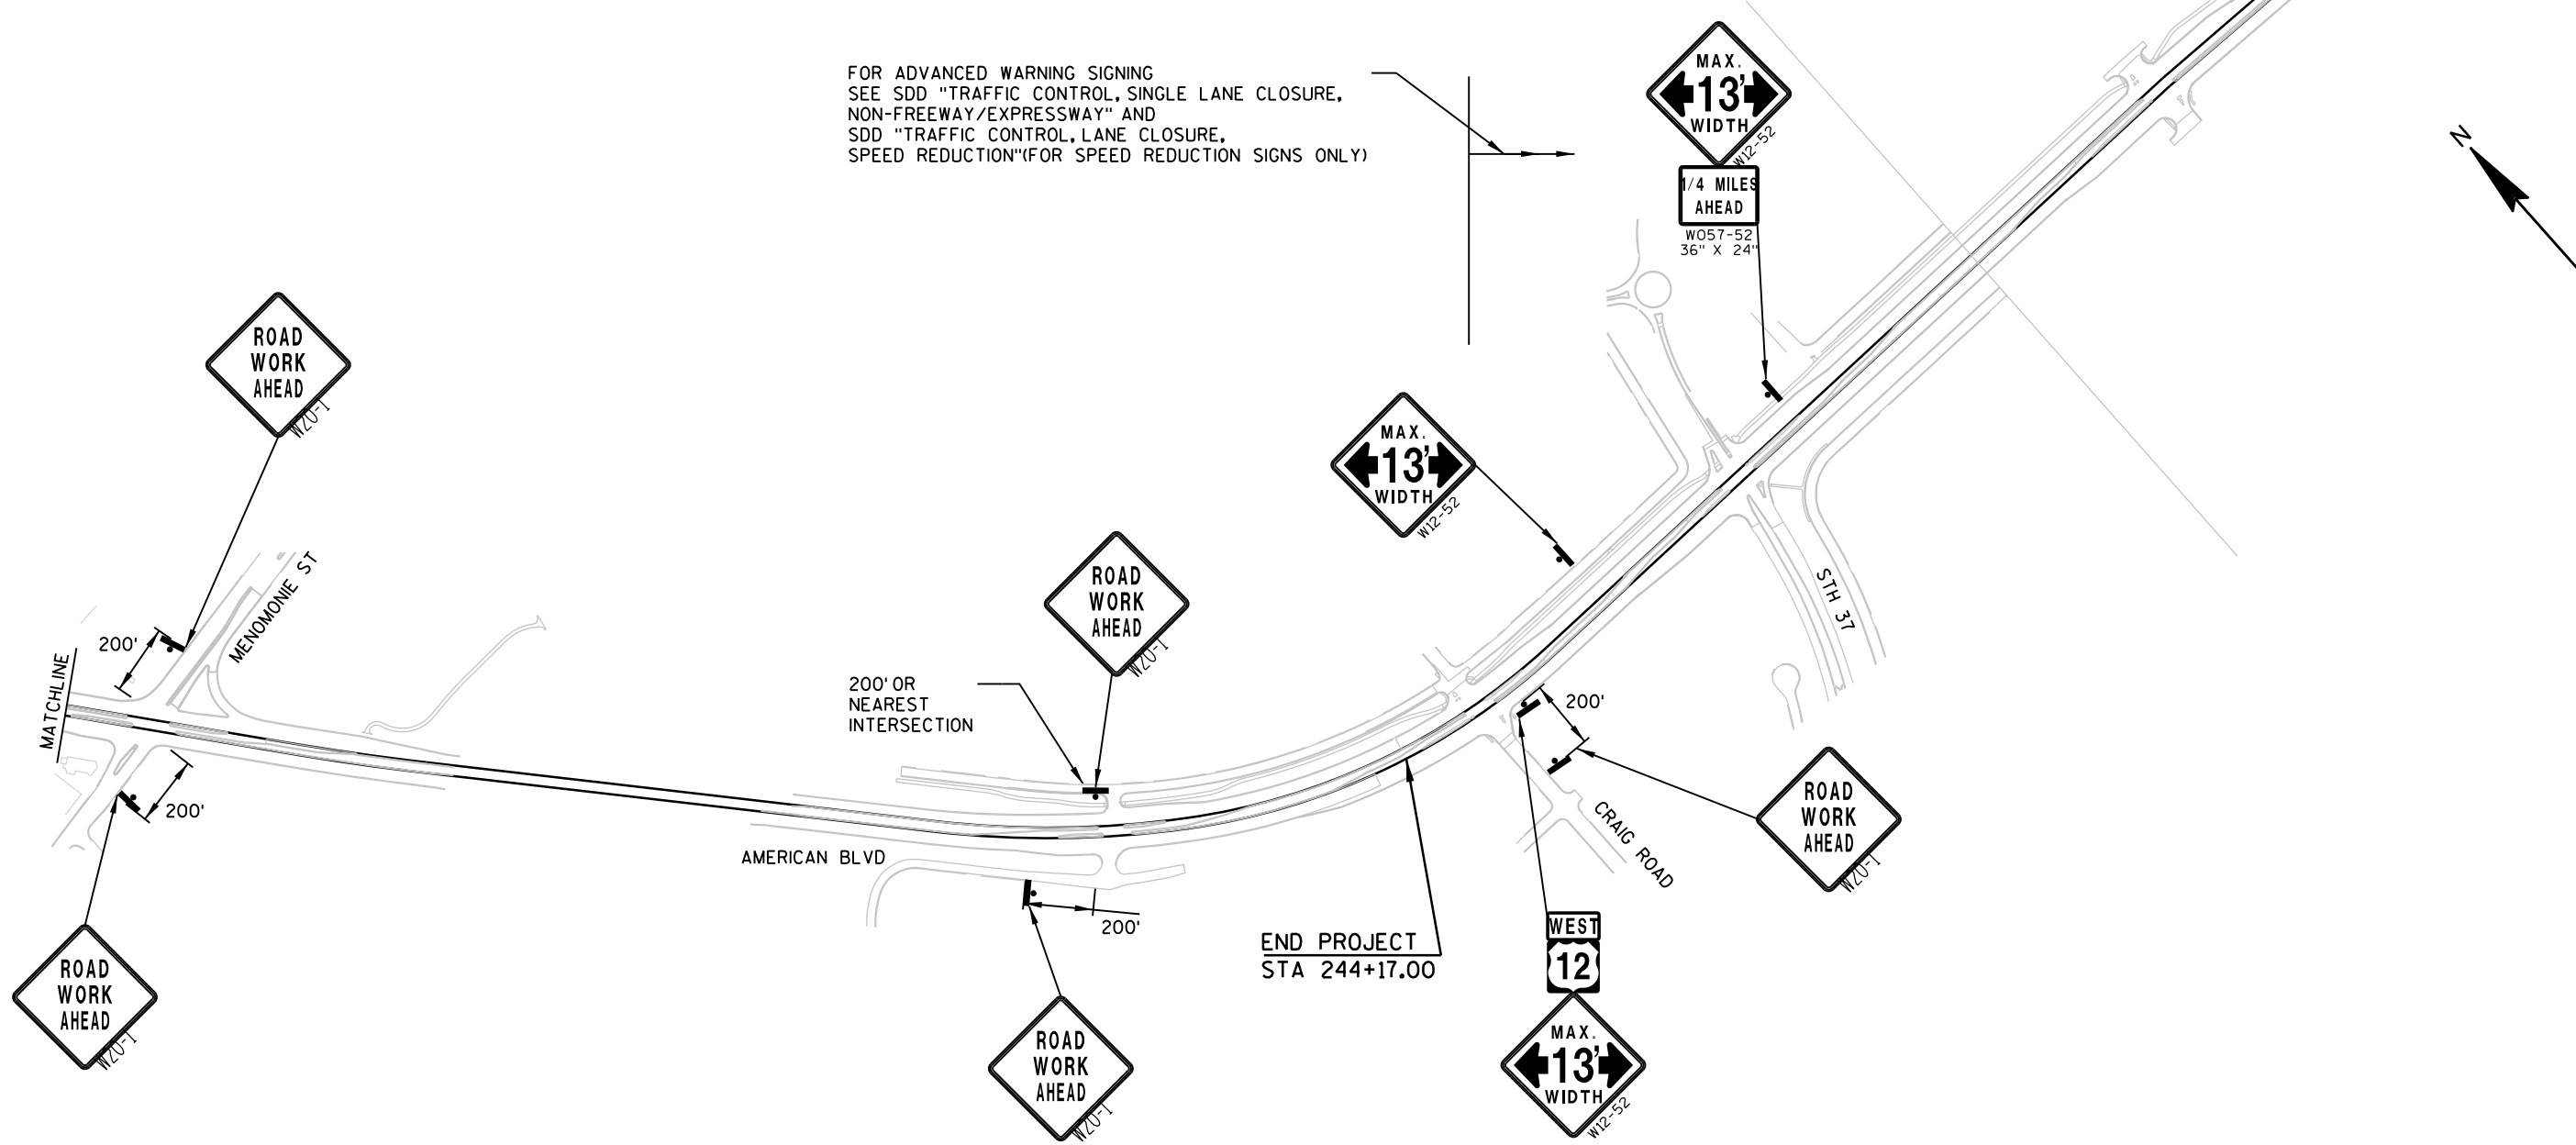 FOR ADVANCED WARNING SIGNING
SEE SDD "TRAFFIC CONTROL, SINGLE LANE CLOSURE,
NON-FREEWAY/EXPRESSWAY" AND
SDD "TRAFFIC CONTROL, LANE CLOSURE,
SPEED REDUCTION"(FOR SPEED REDUCTION SIGNS ONLY)
MAX.
13'
WIDTH
W12-52
1/4 MILES
AHEAD
WO57-52
36" X 24"
N
ROAD
WORK
AHEAD
W20-1
MAX.
13'
WIDTH
W12-52
ROAD
WORK
AHEAD
W20-1
MENOMONIE ST
200'
MATCHLINE
200'
200' OR
NEAREST
INTERSECTION
STH 37
200'
CRAIG ROAD
ROAD
WORK
AHEAD
W20-1
AMERICAN BLVD
200'
END PROJECT
STA 244+17.00
WEST
12
MAX.
13'
WIDTH
W12-52
ROAD
WORK
AHEAD
W20-1
ROAD
WORK
AHEAD
W20-1